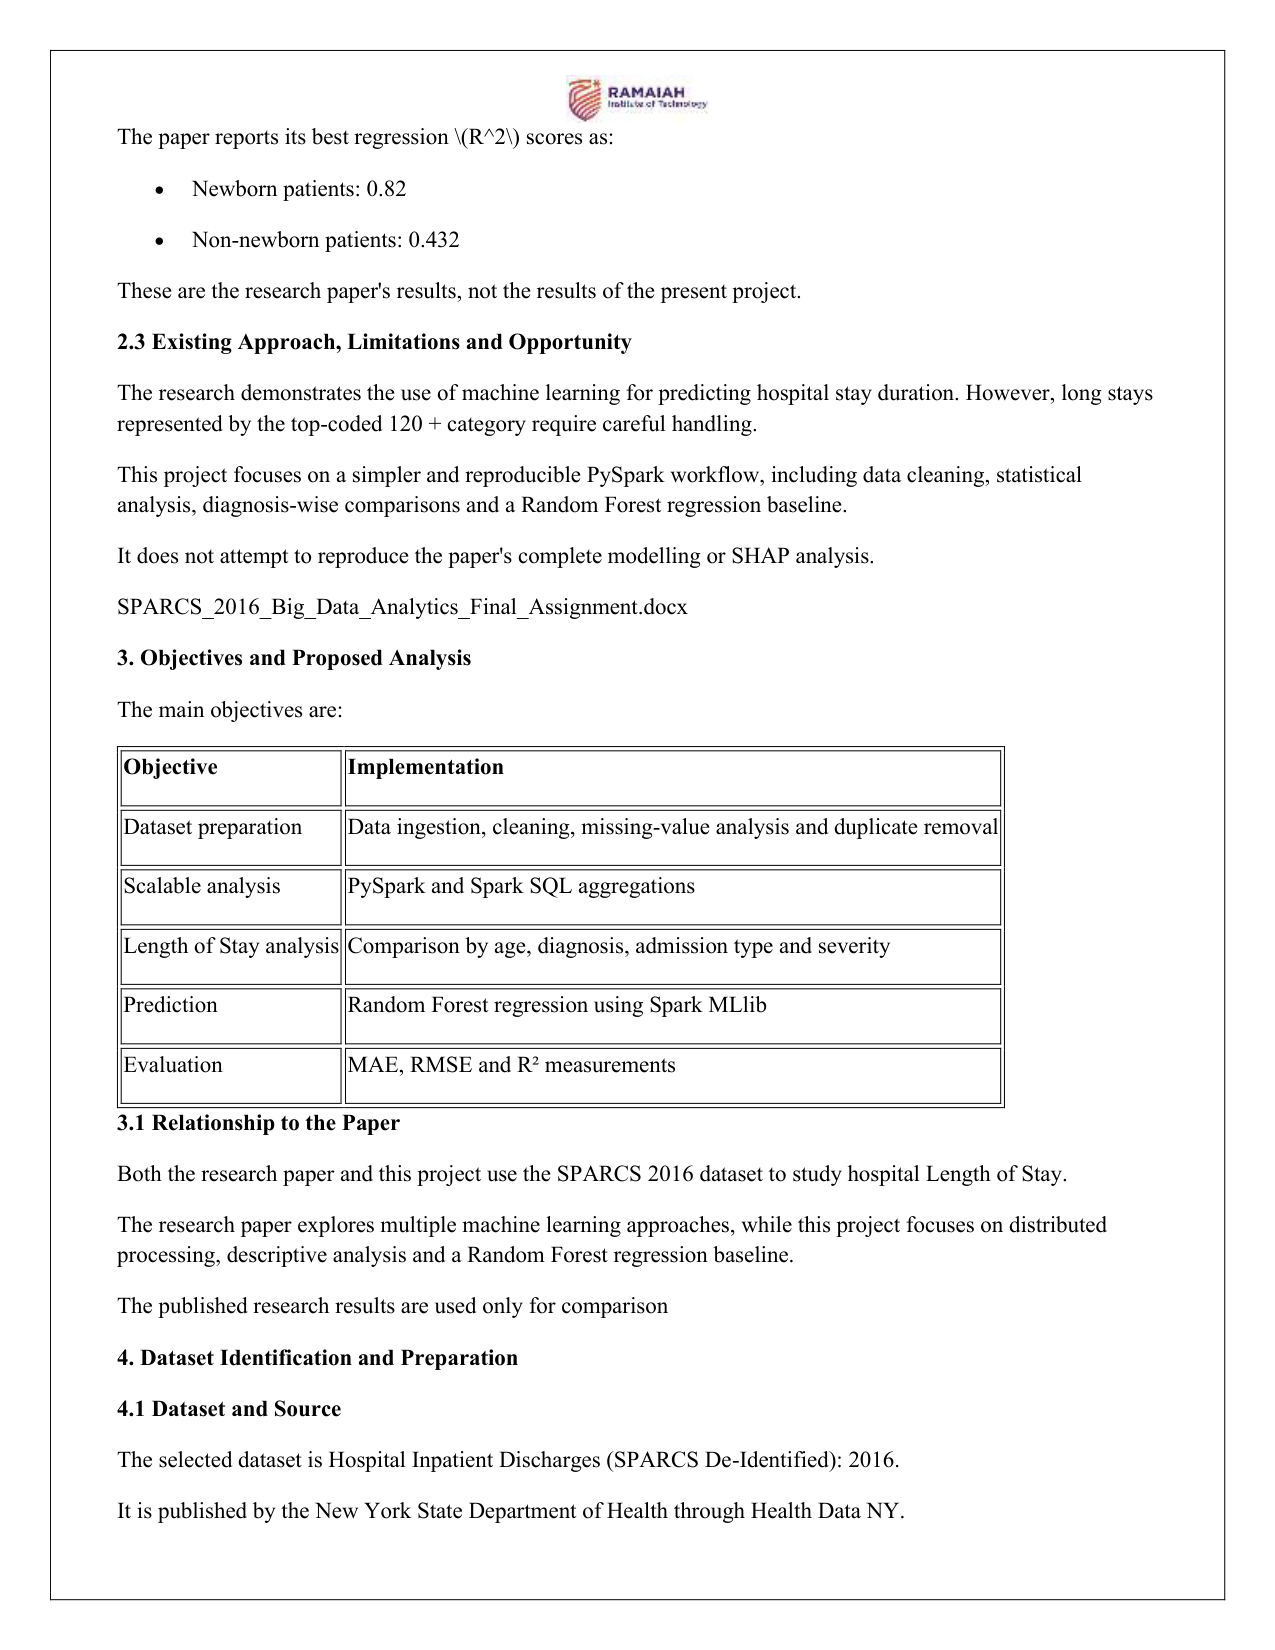 RAMAIAH
Institute of Technology
The paper reports its best regression \(R^2\) scores as:
• Newborn patients: 0.82
• Non-newborn patients: 0.432
These are the research paper's results, not the results of the present project.
2.3 Existing Approach, Limitations and Opportunity
The research demonstrates the use of machine learning for predicting hospital stay duration. However, long stays
represented by the top-coded 120 + category require careful handling.
This project focuses on a simpler and reproducible PySpark workflow, including data cleaning, statistical
analysis, diagnosis-wise comparisons and a Random Forest regression baseline.
It does not attempt to reproduce the paper's complete modelling or SHAP analysis.
SPARCS_2016_Big_Data_Analytics_Final_Assignment.docx
3. Objectives and Proposed Analysis
The main objectives are:
Objective Implementation
Dataset preparation Data ingestion, cleaning, missing-value analysis and duplicate removal
Scalable analysis PySpark and Spark SQL aggregations
Length of Stay analysis Comparison by age, diagnosis, admission type and severity
Prediction Random Forest regression using Spark MLlib
Evaluation MAE, RMSE and R² measurements
3.1 Relationship to the Paper
Both the research paper and this project use the SPARCS 2016 dataset to study hospital Length of Stay.
The research paper explores multiple machine learning approaches, while this project focuses on distributed
processing, descriptive analysis and a Random Forest regression baseline.
The published research results are used only for comparison
4. Dataset Identification and Preparation
4.1 Dataset and Source
The selected dataset is Hospital Inpatient Discharges (SPARCS De-Identified): 2016.
It is published by the New York State Department of Health through Health Data NY.